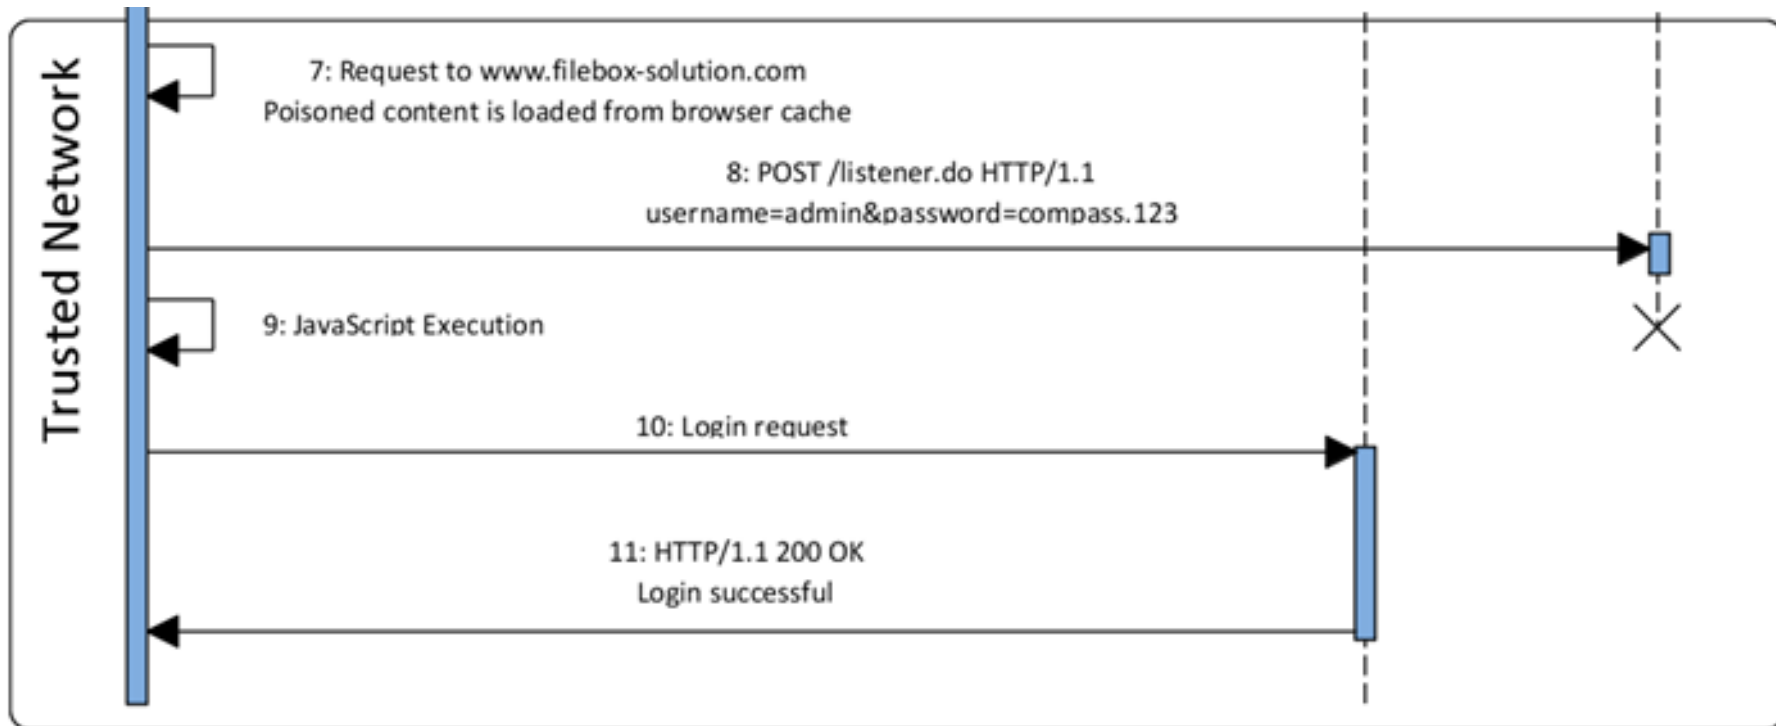 Trusted Network
7: Request to www.filebox-solution.com
Poisoned content is loaded from browser cache
8: POST /listener.do HTTP/1.1
username=admin&password=compass.123
9: JavaScript Execution
10: Login request
11: HTTP/1.1 200 OK
Login successful